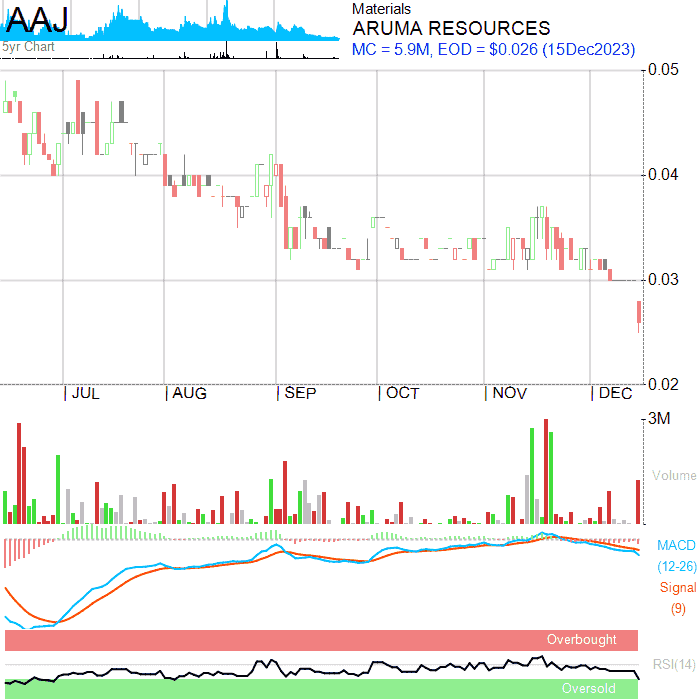 AAJ
5yr Chart
Materials
ARUMA RESOURCES
MC = 5.9M, EOD = $0.026 (15Dec2023)
0.05
0.04
0.03
0.02
JUL AUG SEP OCT NOV DEC
3M
Volume
MACD
(12-26)
Signal
(9)
Overbought
RSI(14)
Oversold